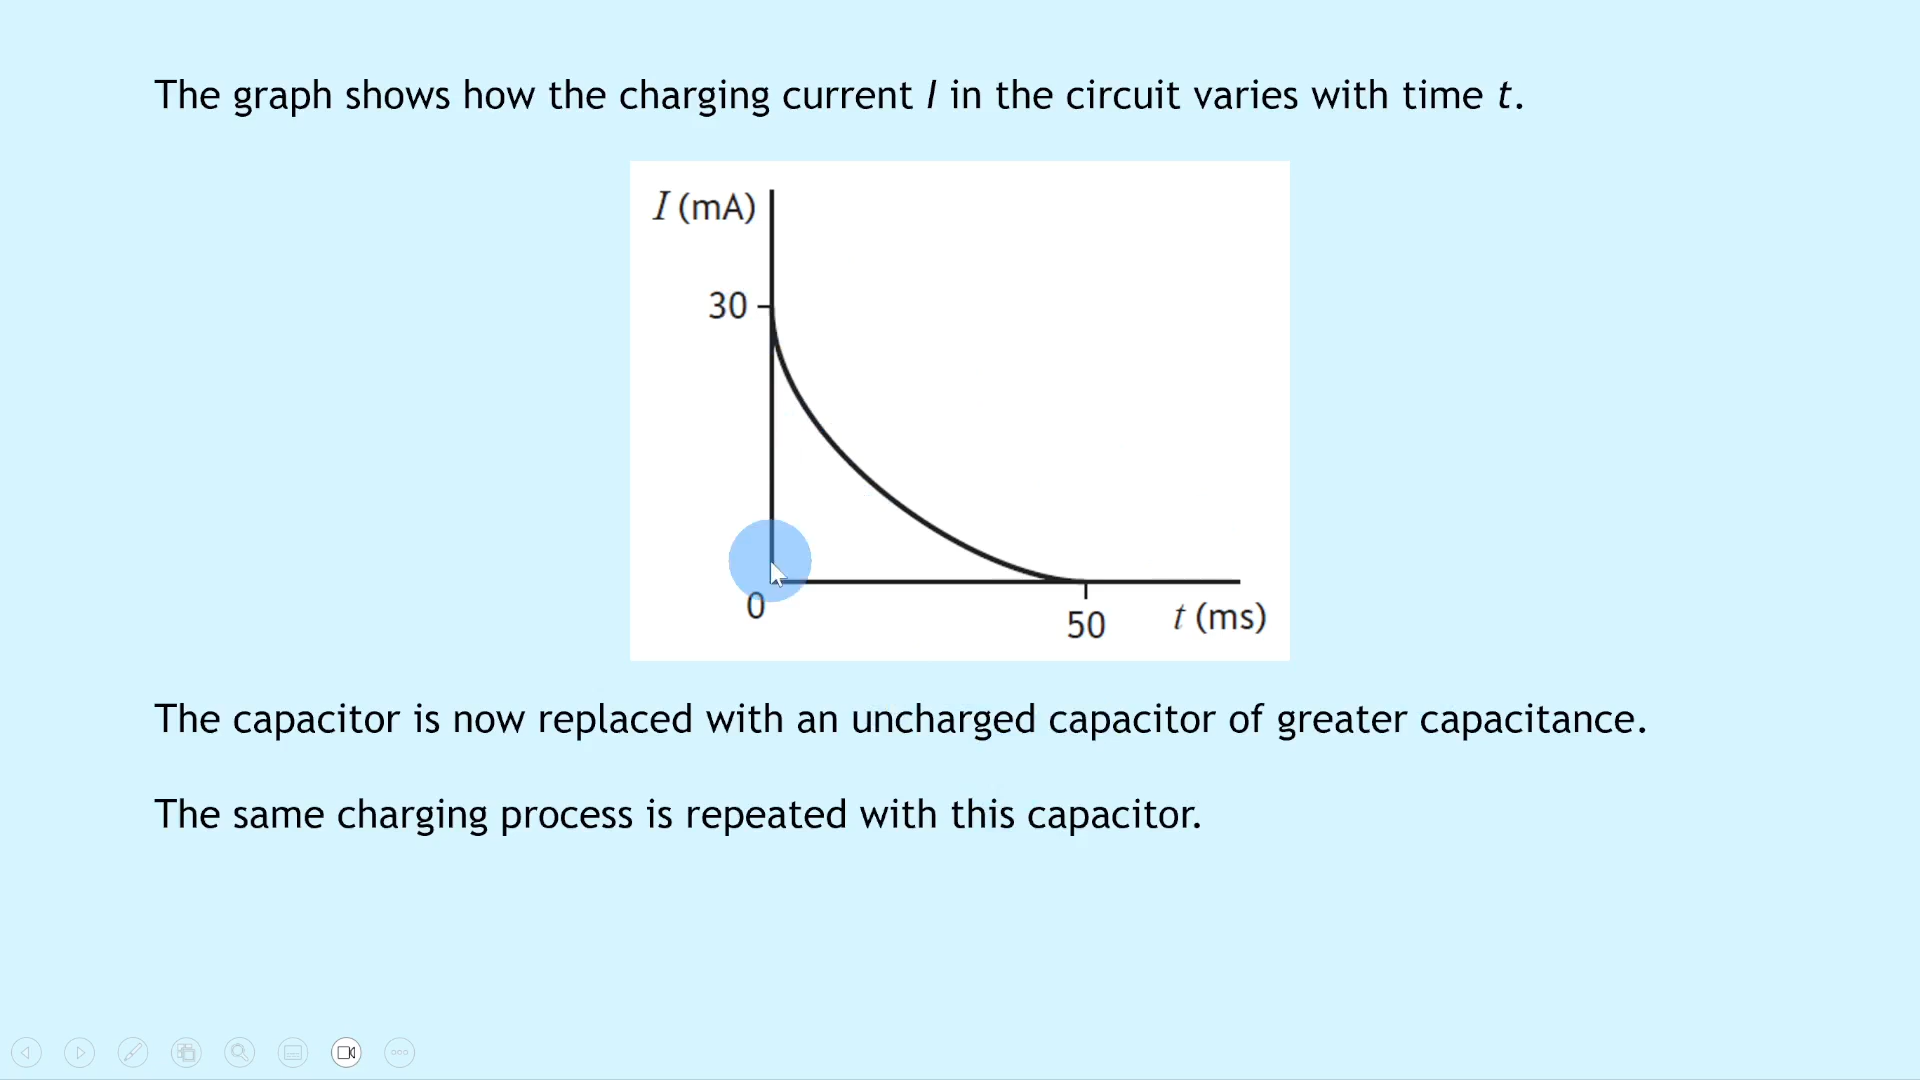 The graph shows how the charging current I in the circuit varies with time t.
I (mA)
30
0
50
t (ms)
The capacitor is now replaced with an uncharged capacitor of greater capacitance.
The same charging process is repeated with this capacitor.